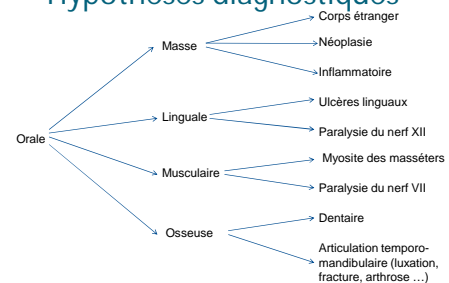 Hypothèses diagnostiques
Corps étranger
Masse
Néoplasie
Inflammatoire
Ulcères linguaux
Linguale
Paralysie du nerf XII
Orale
Myosite des masséters
Musculaire
Paralysie du nerf VII
Dentaire
Osseuse
Articulation temporo-
mandibulaire (luxation,
fracture, arthrose …)